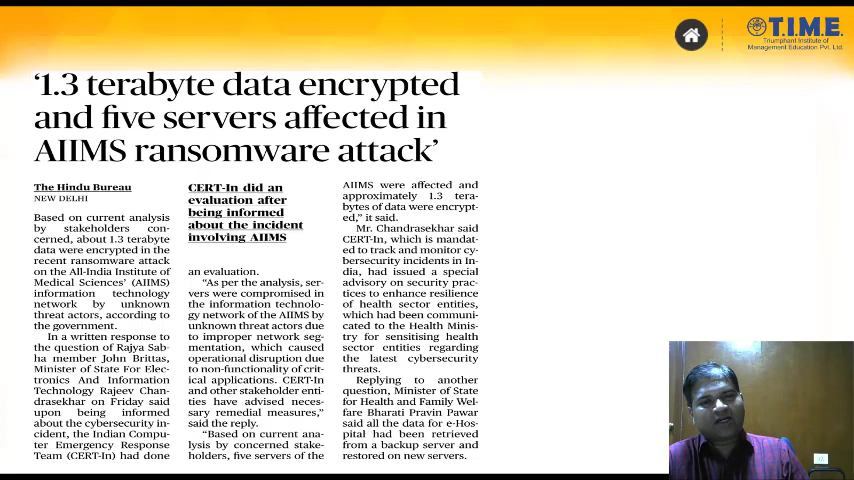 T.I.M.E.
Triumphant Institute of
Management Education Pvt. Ltd.
‘1.3 terabyte data encrypted
and five servers affected in
AIIMS ransomware attack’
The Hindu Bureau
NEW DELHI
Based on current analysis
by stakeholders con-
cerned, about 1.3 terabyte
data were encrypted in the
recent ransomware attack
on the All-India Institute of
Medical Sciences’ (AIIMS)
information technology
network by unknown
threat actors, according to
the government.
In a written response to
the question of Rajya Sab-
ha member John Brittas,
Minister of State For Elec-
tronics And Information
Technology Rajeev Chan-
drasekhar on Friday said
upon being informed
about the cybersecurity in-
cident, the Indian Compu-
ter Emergency Response
Team (CERT-In) had done
CERT-In did an
evaluation after
being informed
about the incident
involving AIIMS
an evaluation.
“As per the analysis, ser-
vers were compromised in
the information technolo-
gy network of the AIIMS by
unknown threat actors due
to improper network seg-
mentation, which caused
operational disruption due
to non-functionality of crit-
ical applications. CERT-In
and other stakeholder enti-
ties have advised neces-
sary remedial measures,”
said the reply.
“Based on current ana-
lysis by concerned stake-
holders, five servers of the
AIIMS were affected and
approximately 1.3 tera-
bytes of data were encrypt-
ed,” it said.
Mr. Chandrasekhar said
CERT-In, which is mandat-
ed to track and monitor cy-
bersecurity incidents in In-
dia, had issued a special
advisory on security prac-
tices to enhance resilience
of health sector entities,
which had been communi-
cated to the Health Minis-
try for sensitising health
sector entities regarding
the latest cybersecurity
threats.
Replying to another
question, Minister of State
for Health and Family Wel-
fare Bharati Pravin Pawar
said all the data for e-Hos-
pital had been retrieved
from a backup server and
restored on new servers.